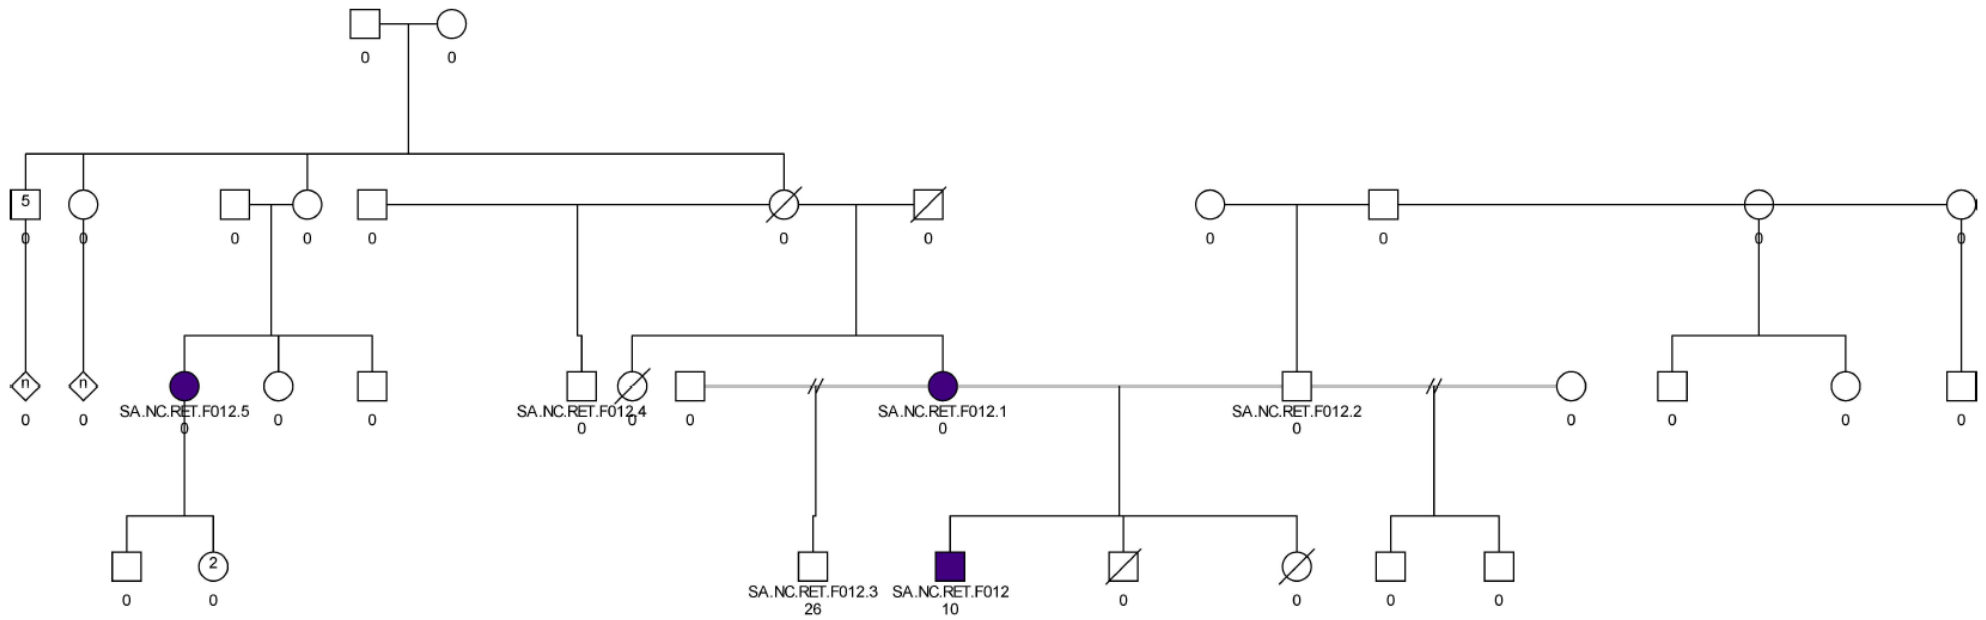 0 0
5
0 0 0 0 0 0 0 0 0 0 0
n n
SA.NC.RET.F012.5 SA.NC.RET.F012.4 SA.NC.RET.F012.1 SA.NC.RET.F012.2
0 0 0 0 0 0 0 0 0 0 0 0 0 0
2
SA.NC.RET.F012.3 SA.NC.RET.F012
0 0 26 10 0 0 0 0